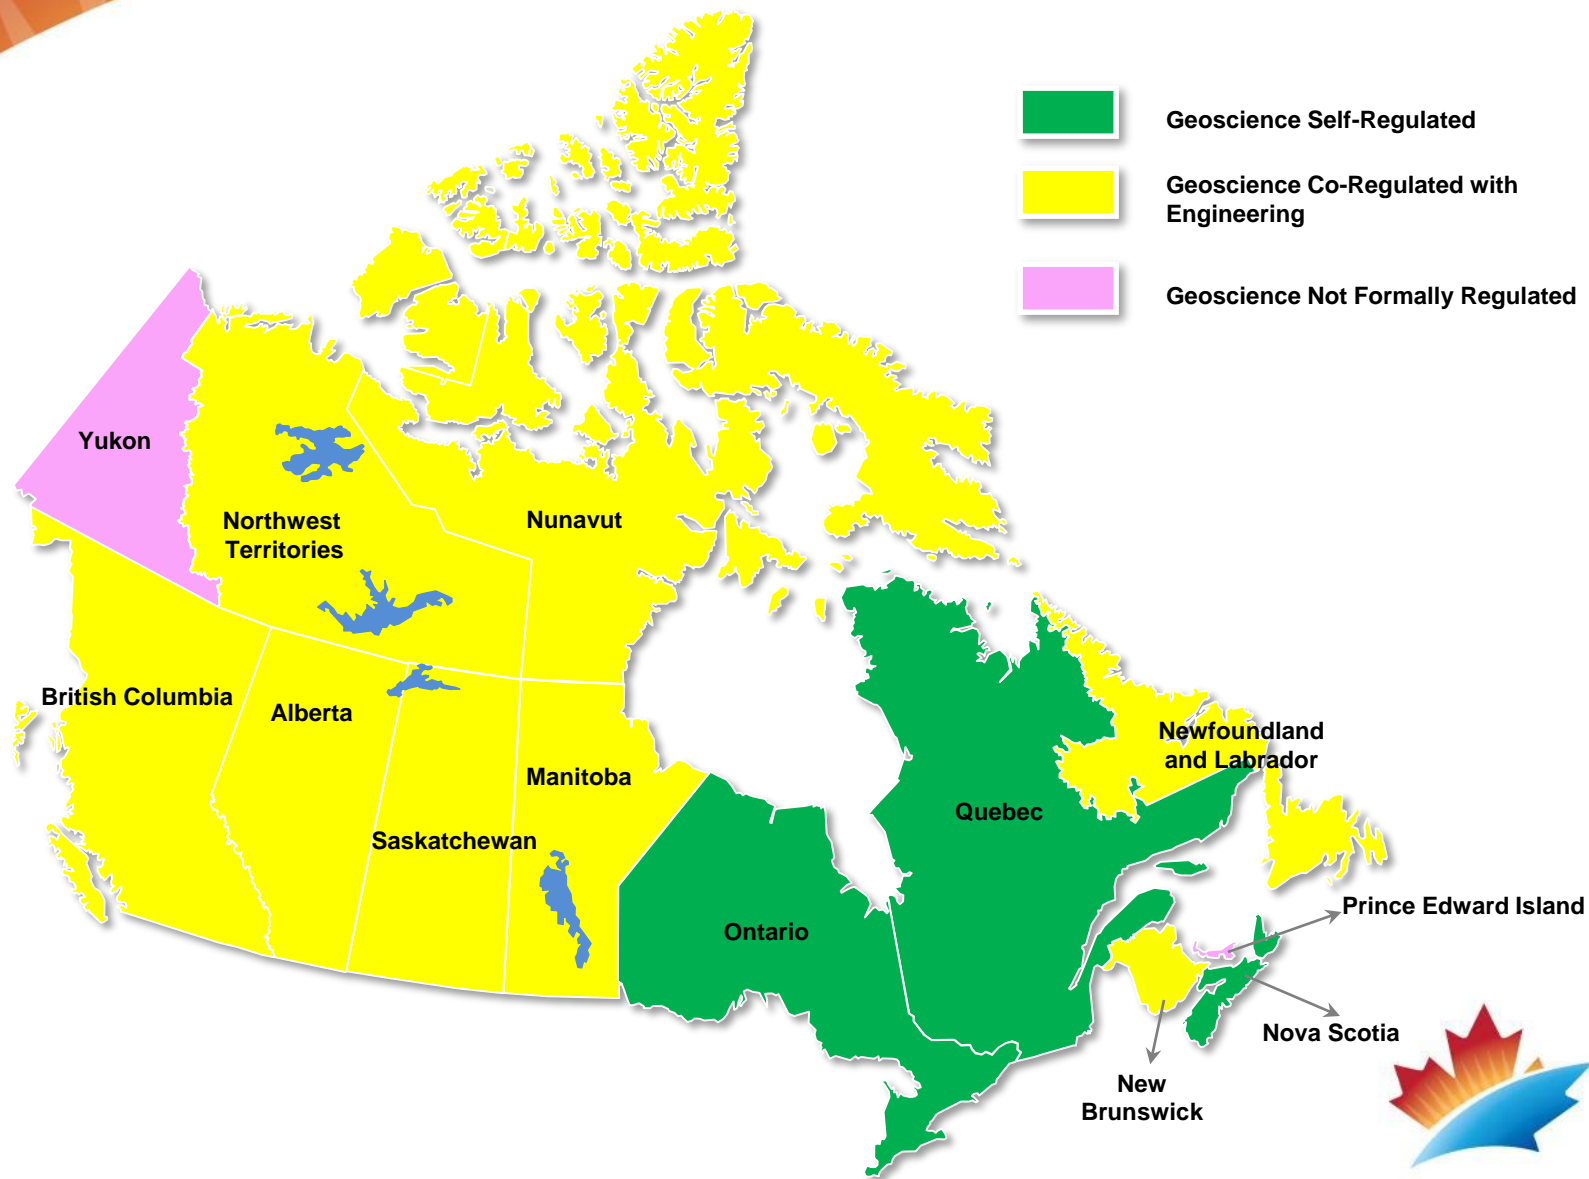 Geoscience Self-Regulated
Geoscience Co-Regulated with
Engineering
Geoscience Not Formally Regulated
Yukon
Northwest
Territories
Nunavut
British Columbia
Alberta
Saskatchewan
Manitoba
Ontario
Quebec
Newfoundland
and Labrador
Prince Edward Island
Nova Scotia
New
Brunswick